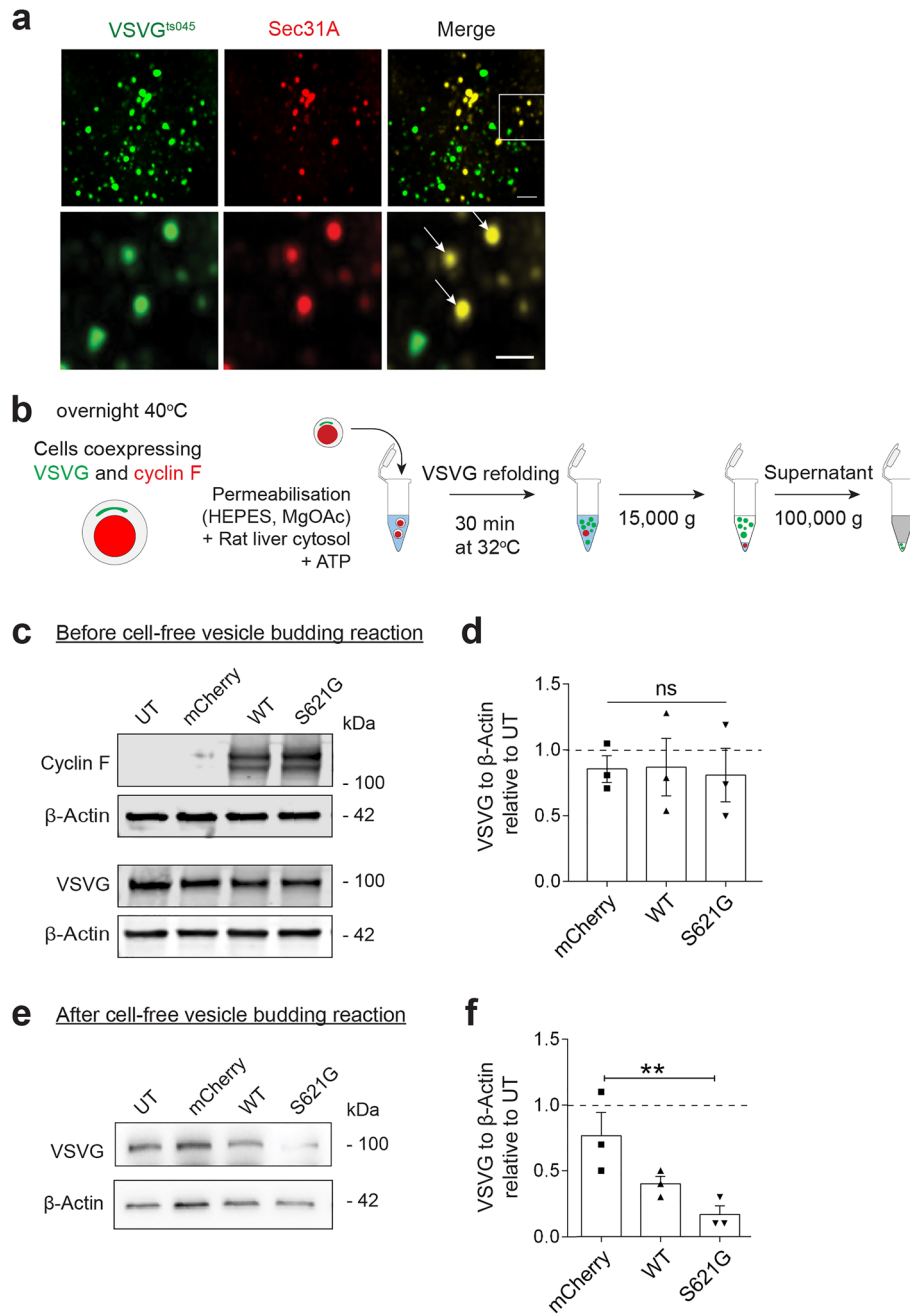 a
VSVGts045
Sec31A
Merge
b
overnight 40oC
Cells coexpressing
VSVG and cyclin F
Permeabilisation
(HEPES, MgOAc)
+ Rat liver cytosol
+ ATP
VSVG refolding
30 min
at 32oC
15,000 g
Supernatant
100,000 g
c Before cell-free vesicle budding reaction
UT mCherry WT S621G
kDa
Cyclin F
- 100
β-Actin - 42
VSVG - 100
β-Actin - 42
d
VSVG to β-Actin
relative to UT
1.5
1.0
0.5
0.0
ns
mCherry WT S621G
e After cell-free vesicle budding reaction
UT mCherry WT S621G
kDa
VSVG - 100
β-Actin - 42
f
VSVG to β-Actin
relative to UT
1.5
1.0
0.5
0.0
**
mCherry WT S621G